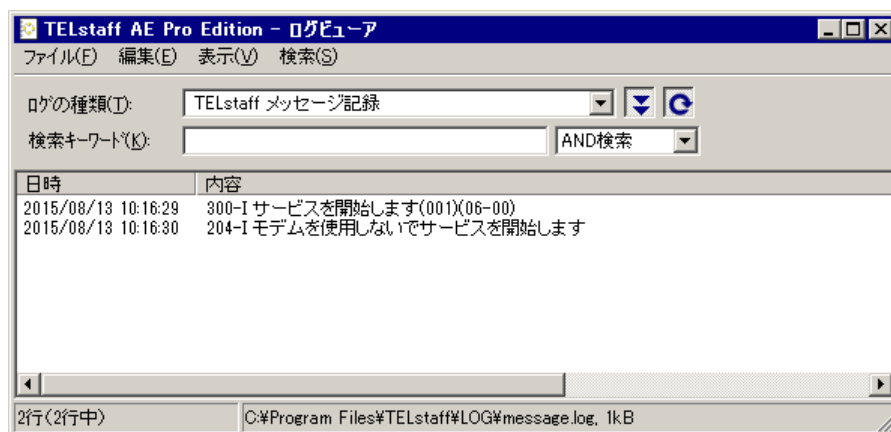 TELstaff AE Pro Edition - ログビューア
ファイル(F) 編集(E) 表示(V) 検索(S)
ログの種類(T): TELstaff メッセージ記録
検索キーワード(K): AND検索
日時 内容
2015/08/13 10:16:29 300-I サービスを開始します(001)(06-00)
2015/08/13 10:16:30 204-I モデムを使用しないでサービスを開始します
2行(2行中) C:¥Program Files¥TELstaff¥LOG¥message.log, 1kB